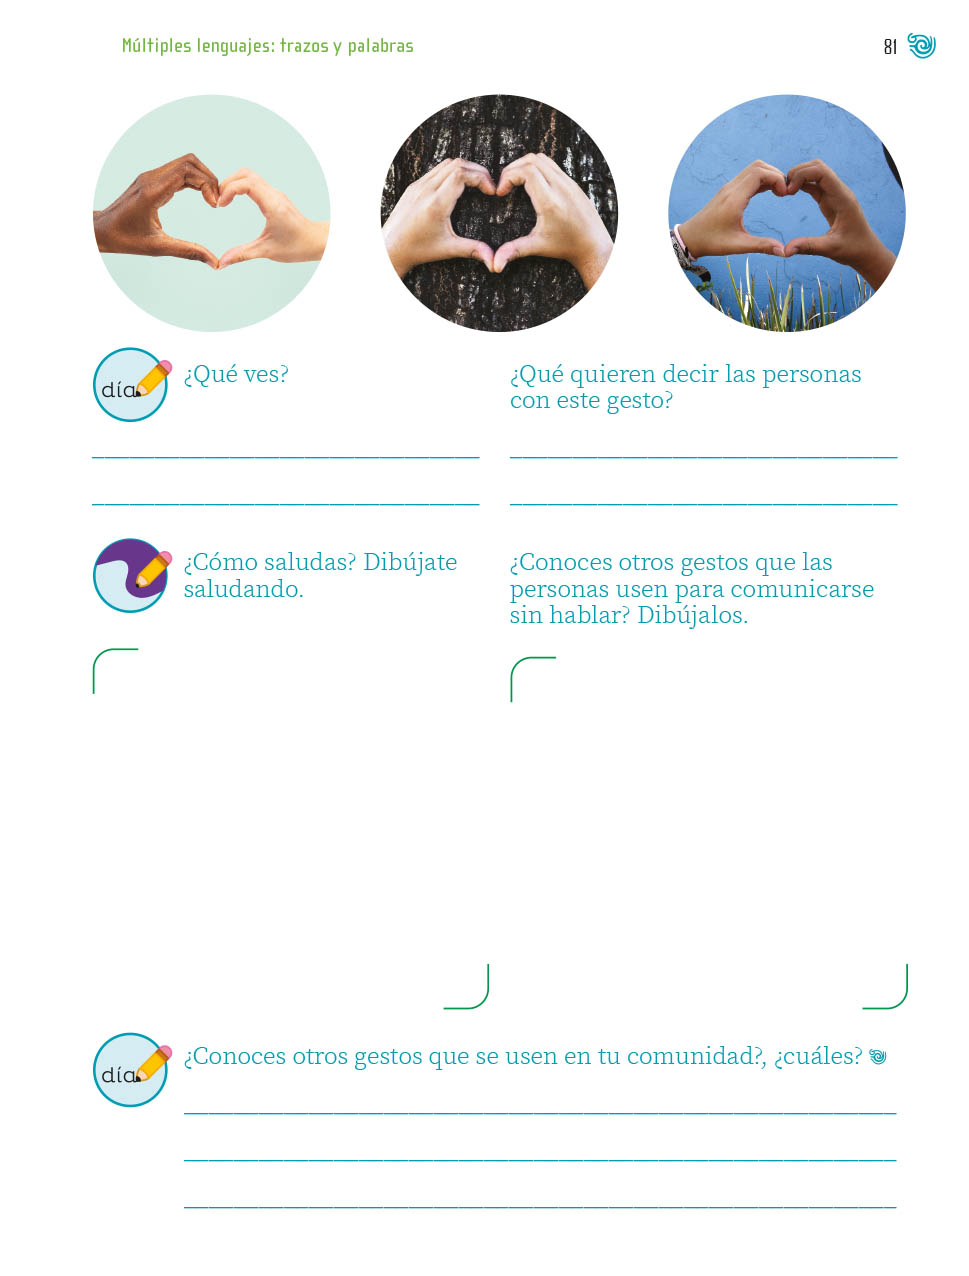 Múltiples lenguajes: trazos y palabras
81
día
¿Qué ves?
¿Qué quieren decir las personas
con este gesto?
¿Cómo saludas? Dibújate
saludando.
¿Conoces otros gestos que las
personas usen para comunicarse
sin hablar? Dibújalos.
día
¿Conoces otros gestos que se usen en tu comunidad?, ¿cuáles?